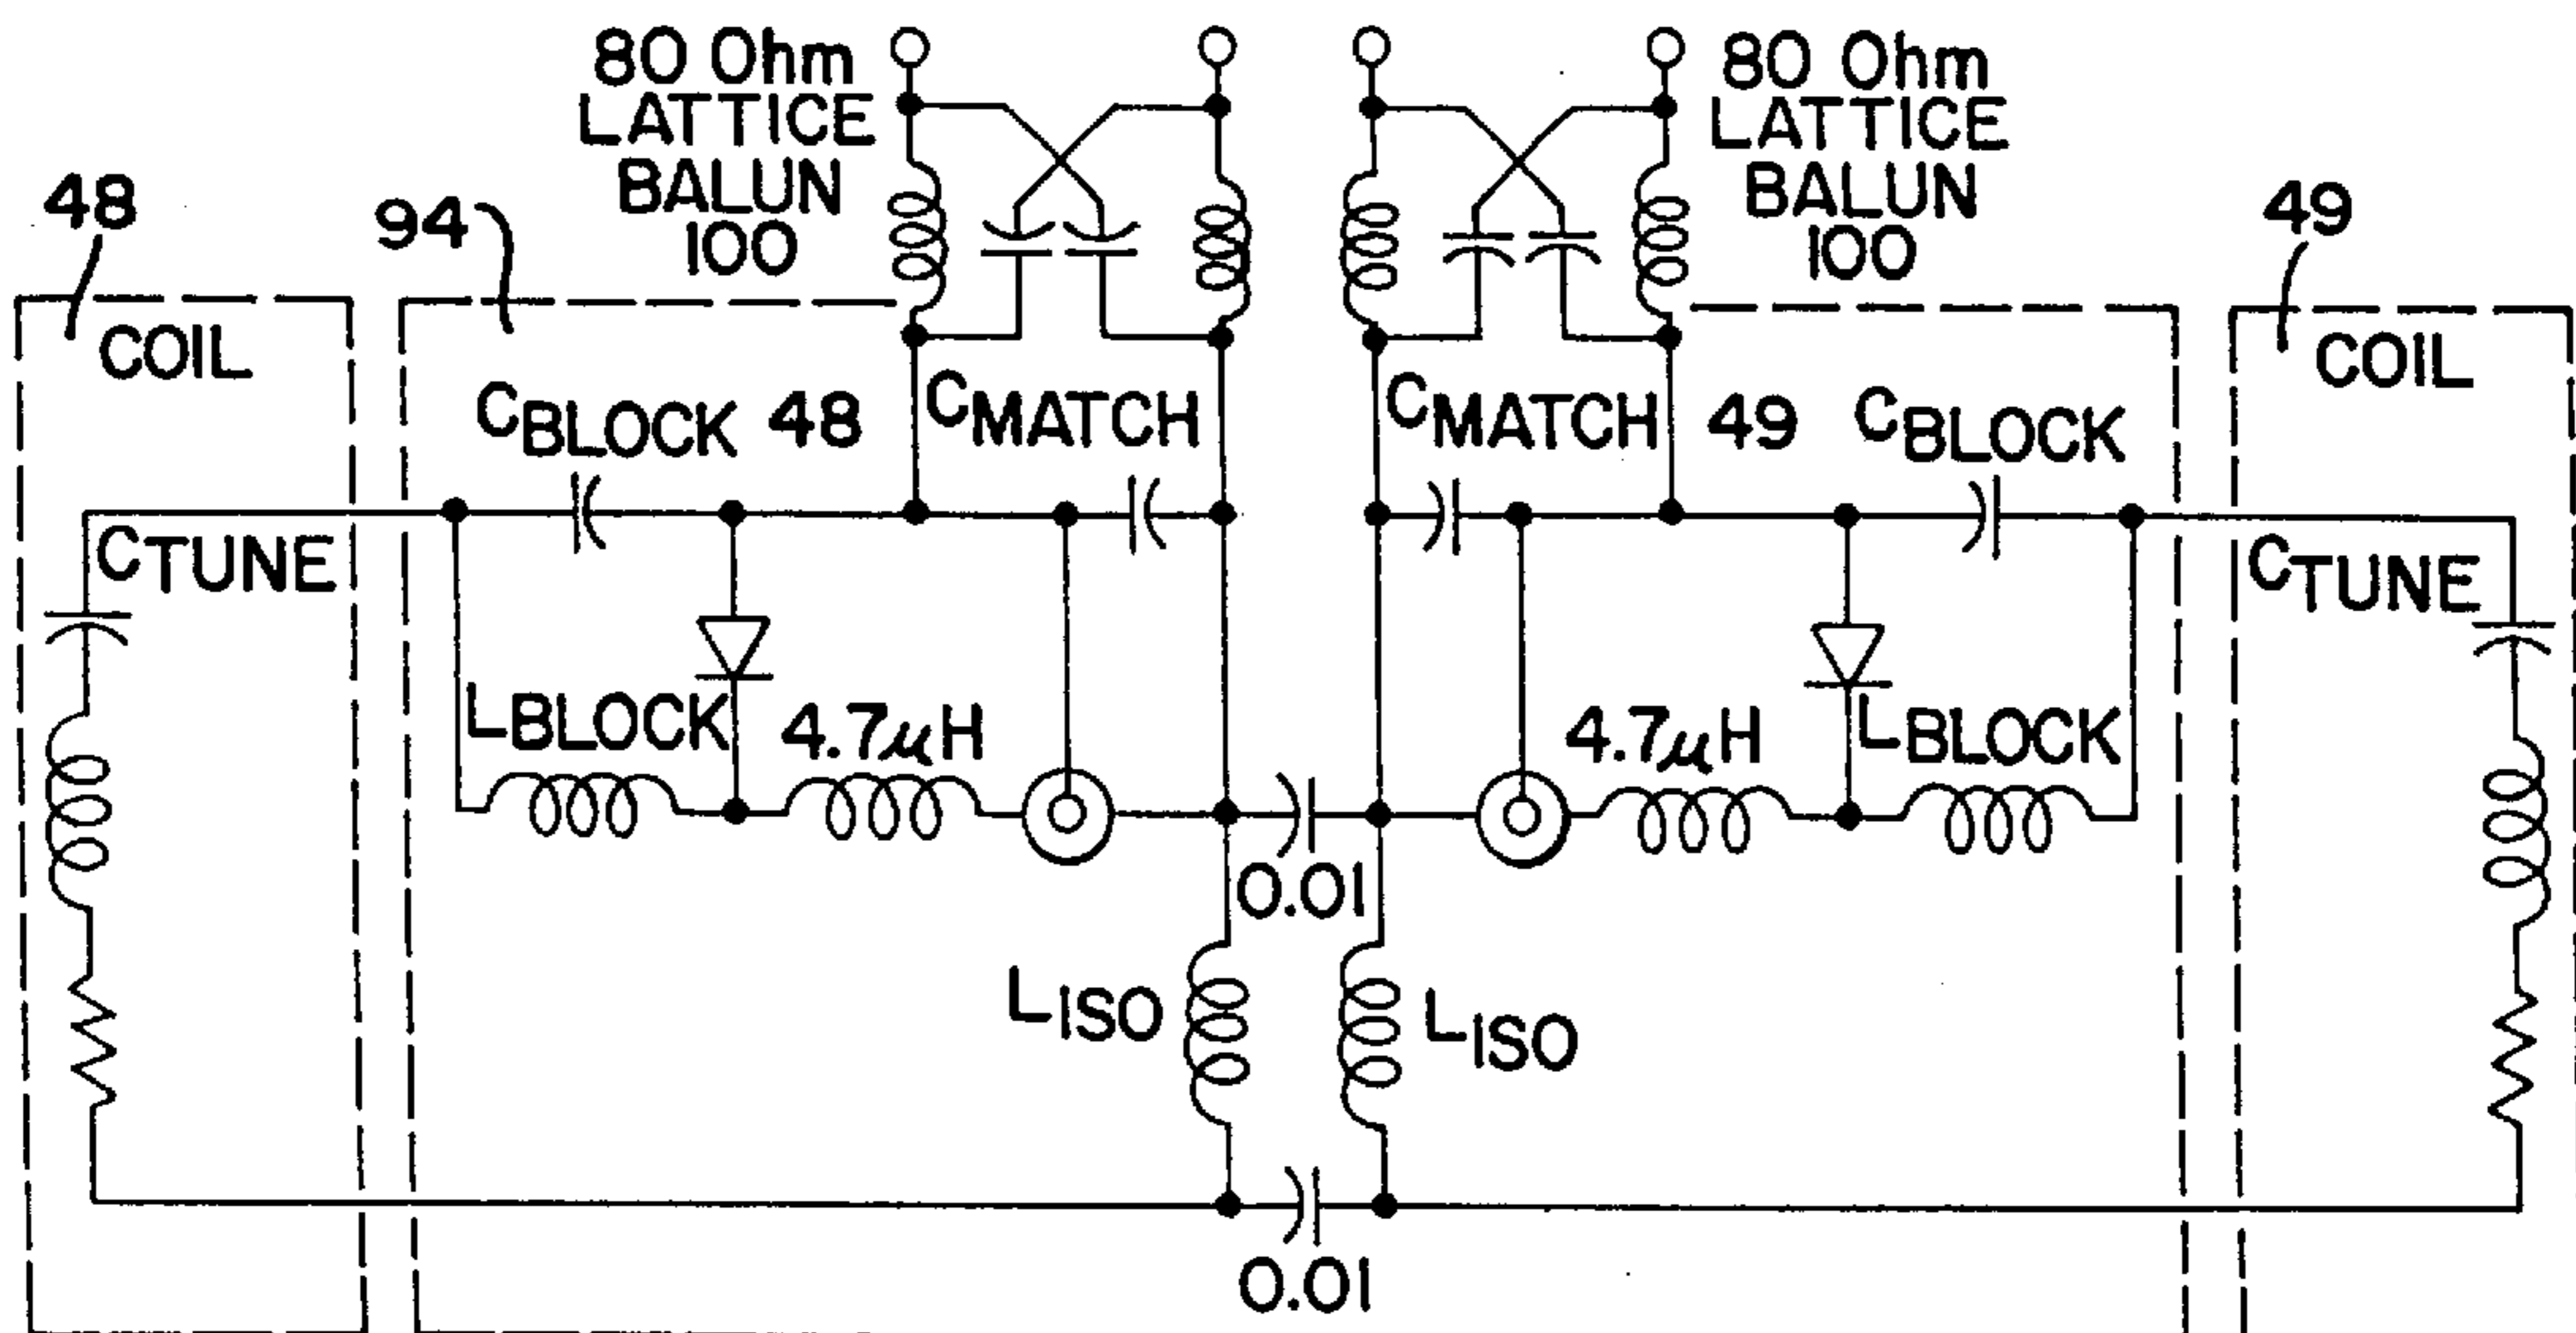 80 Ohm
LATTICE
BALUN
100
80 Ohm
LATTICE
BALUN
100
48
94
49
COIL
COIL
CBLOCK 48 CMATCH
CMATCH 49 CBLOCK
CTUNE
CTUNE
LBLOCK 4.7μH
4.7μH LBLOCK
0.01
LISO
LISO
0.01